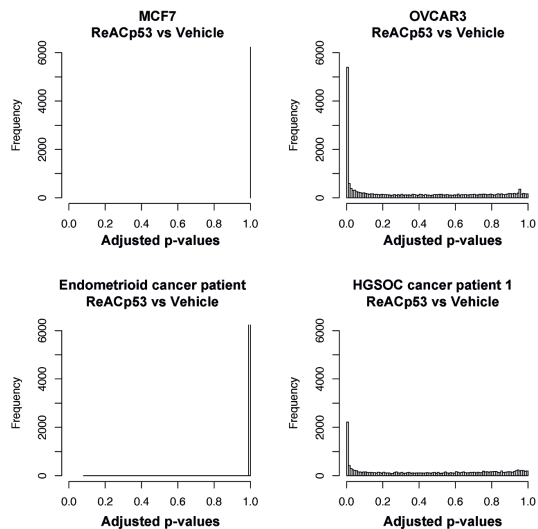 MCF7
ReACp53 vs Vehicle
Frequency
0 2000 4000 6000
0.0 0.2 0.4 0.6 0.8 1.0
Adjusted p-values
OVCAR3
ReACp53 vs Vehicle
Frequency
0 2000 4000 6000
0.0 0.2 0.4 0.6 0.8 1.0
Adjusted p-values
Endometrioid cancer patient
ReACp53 vs Vehicle
Frequency
0 2000 4000 6000
0.0 0.2 0.4 0.6 0.8 1.0
Adjusted p-values
HGSOC cancer patient 1
ReACp53 vs Vehicle
Frequency
0 2000 4000 6000
0.0 0.2 0.4 0.6 0.8 1.0
Adjusted p-values